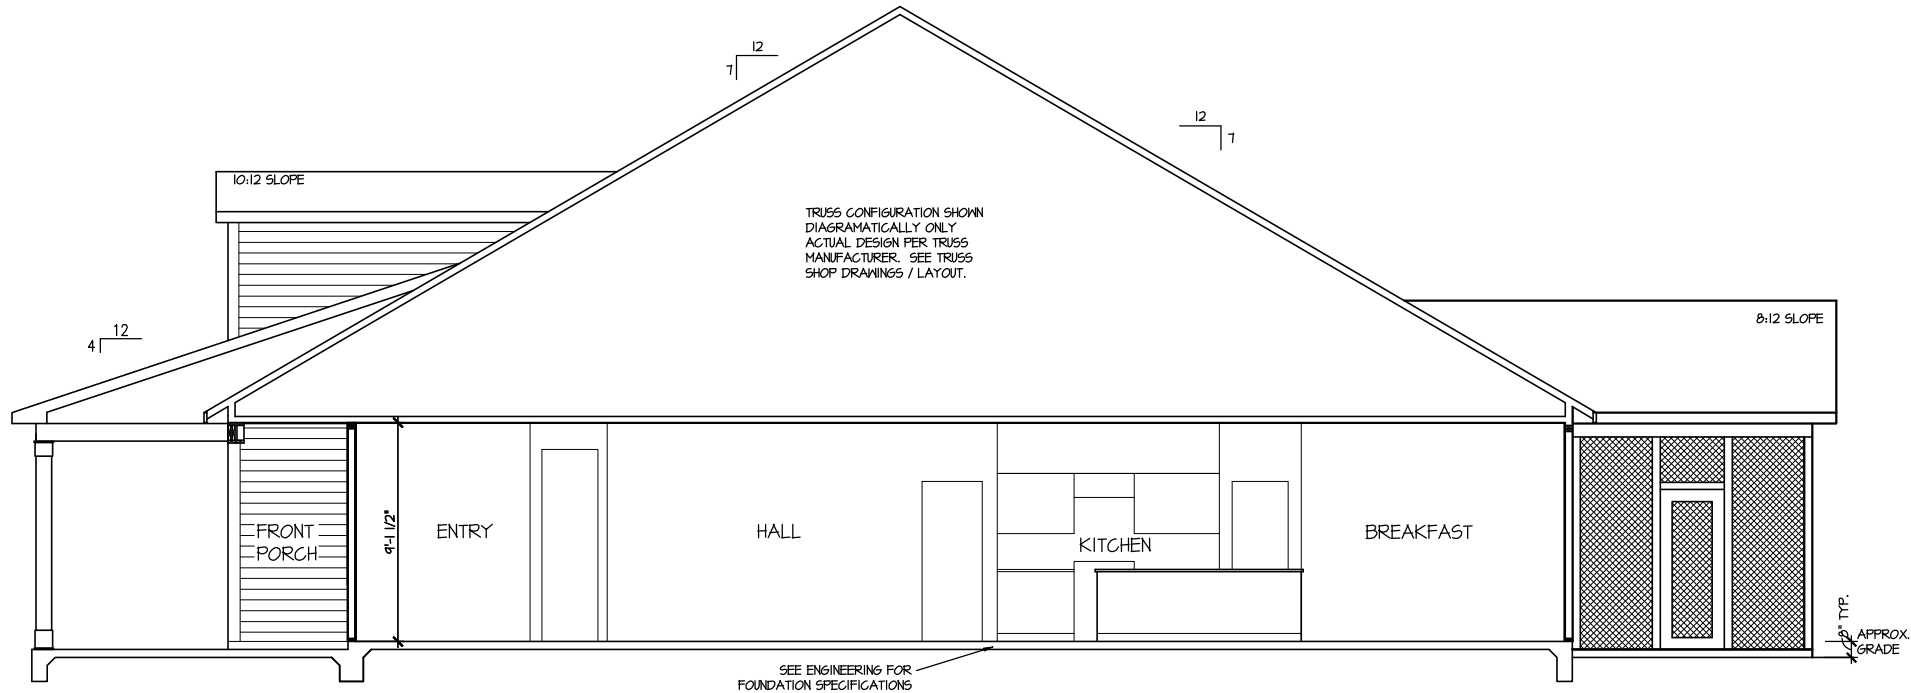 12
7
12
7
10:12 SLOPE
TRUSS CONFIGURATION SHOWN
DIAGRAMATICALLY ONLY
ACTUAL DESIGN PER TRUSS
MANUFACTURER. SEE TRUSS
SHOP DRAWINGS / LAYOUT.
8:12 SLOPE
12
4
FRONT
PORCH
9'-1 1/2"
ENTRY
HALL
KITCHEN
BREAKFAST
8" TYP.
APPROX.
GRADE
SEE ENGINEERING FOR
FOUNDATION SPECIFICATIONS